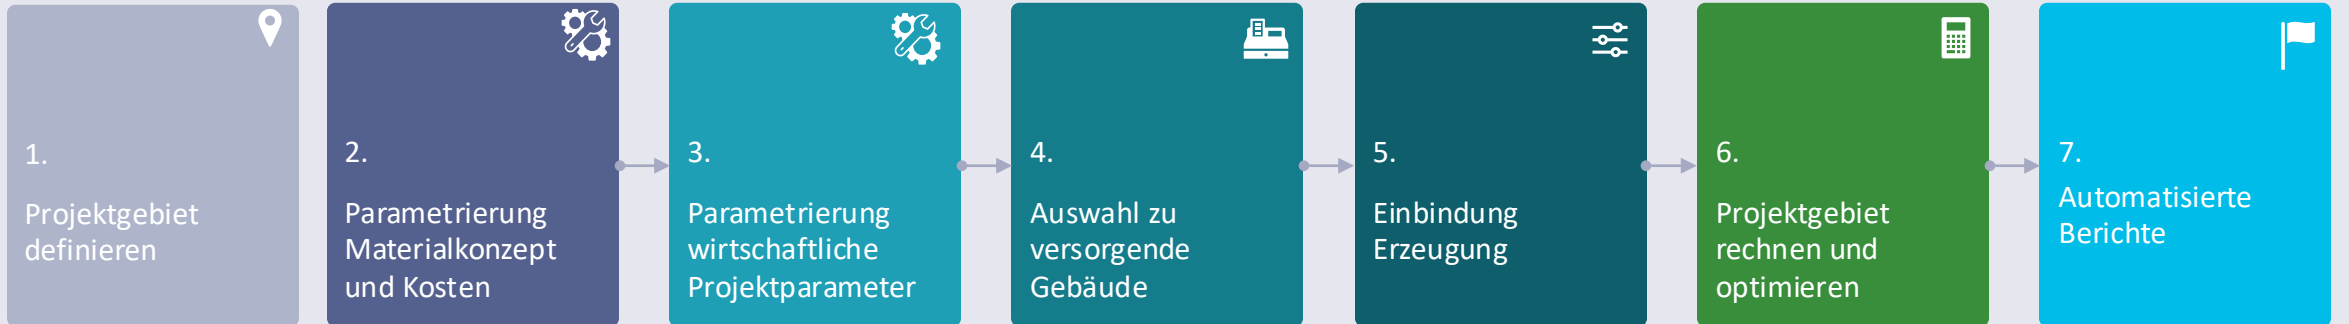 1.
Projektgebiet
definieren
2.
Parametrierung
Materialkonzept
und Kosten
3.
Parametrierung
wirtschaftliche
Projektparameter
4.
Auswahl zu
versorgende
Gebäude
5.
Einbindung
Erzeugung
6.
Projektgebiet
rechnen und
optimieren
7.
Automatisierte
Berichte